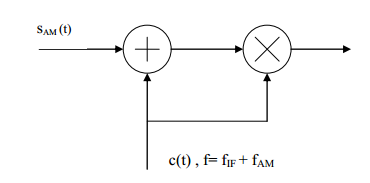 s_AM (t)
c(t) , f= f_IF + f_AM